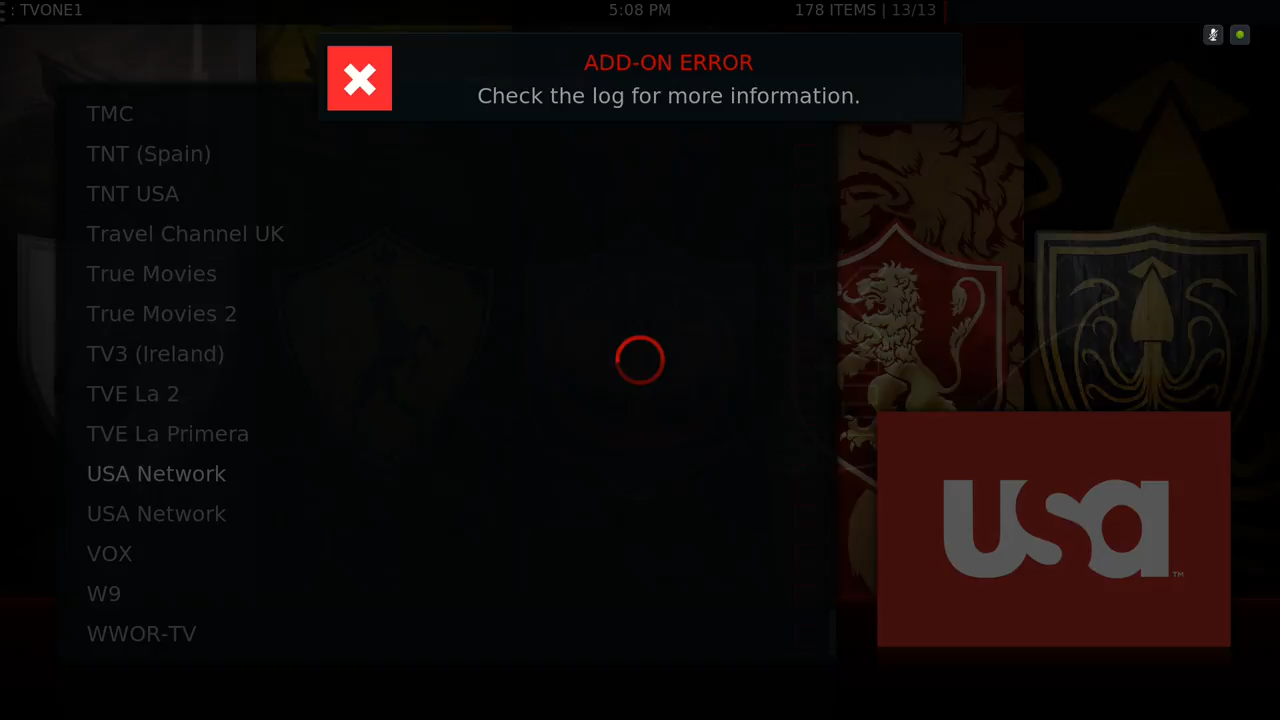 : TVONE1
5:08 PM
178 ITEMS | 13/13
ADD-ON ERROR
Check the log for more information.
TMC
TNT (Spain)
TNT USA
Travel Channel UK
True Movies
True Movies 2
TV3 (Ireland)
TVE La 2
TVE La Primera
USA Network
USA Network
VOX
W9
WWOR-TV
usa
TM